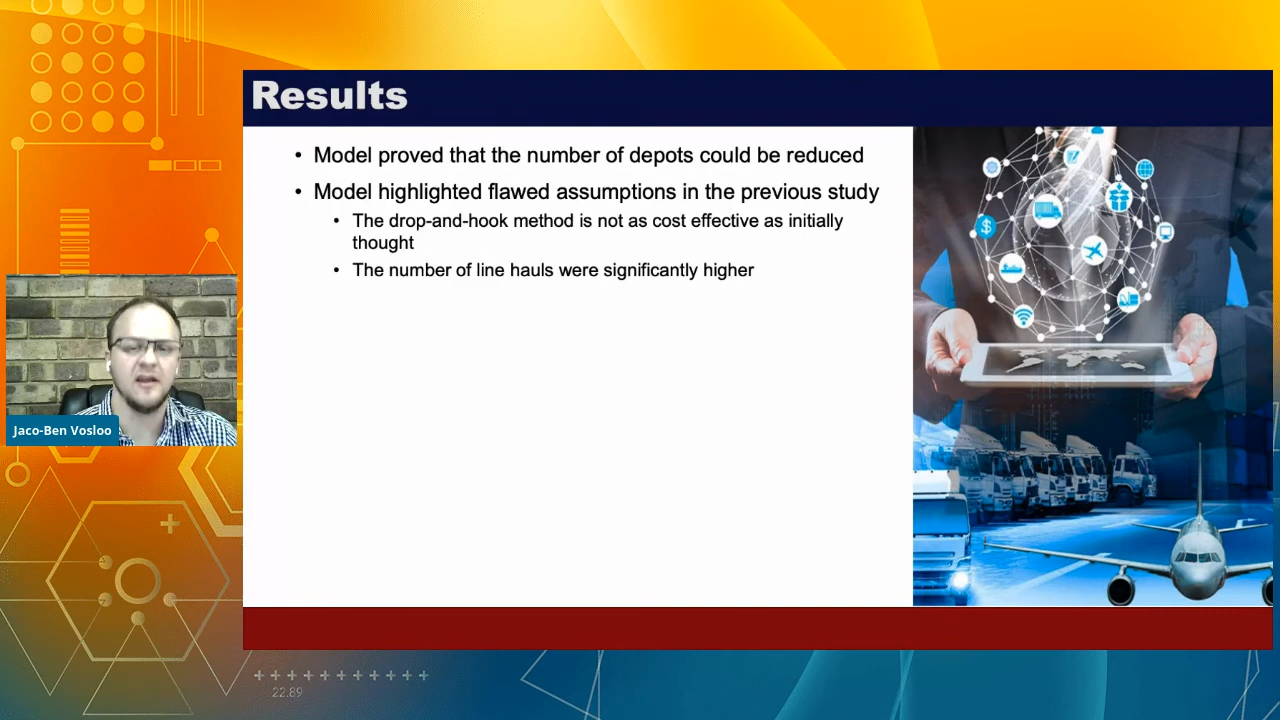 Results
• Model proved that the number of depots could be reduced
• Model highlighted flawed assumptions in the previous study
• The drop-and-hook method is not as cost effective as initially
thought
• The number of line hauls were significantly higher
Jaco-Ben Vosloo
22.89